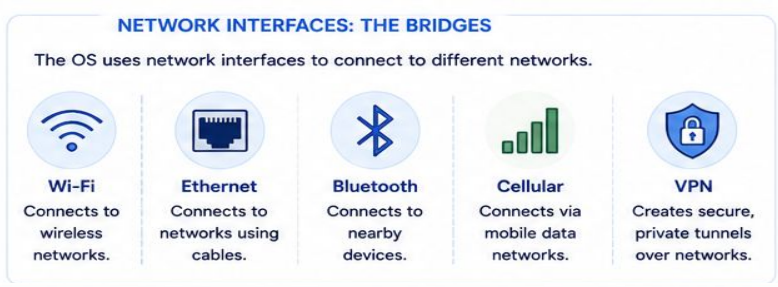 NETWORK INTERFACES: THE BRIDGES
The OS uses network interfaces to connect to different networks.
Wi-Fi
Connects to
wireless
networks.
Ethernet
Connects to
networks using
cables.
Bluetooth
Connects to
nearby
devices.
Cellular
Connects via
mobile data
networks.
VPN
Creates secure,
private tunnels
over networks.